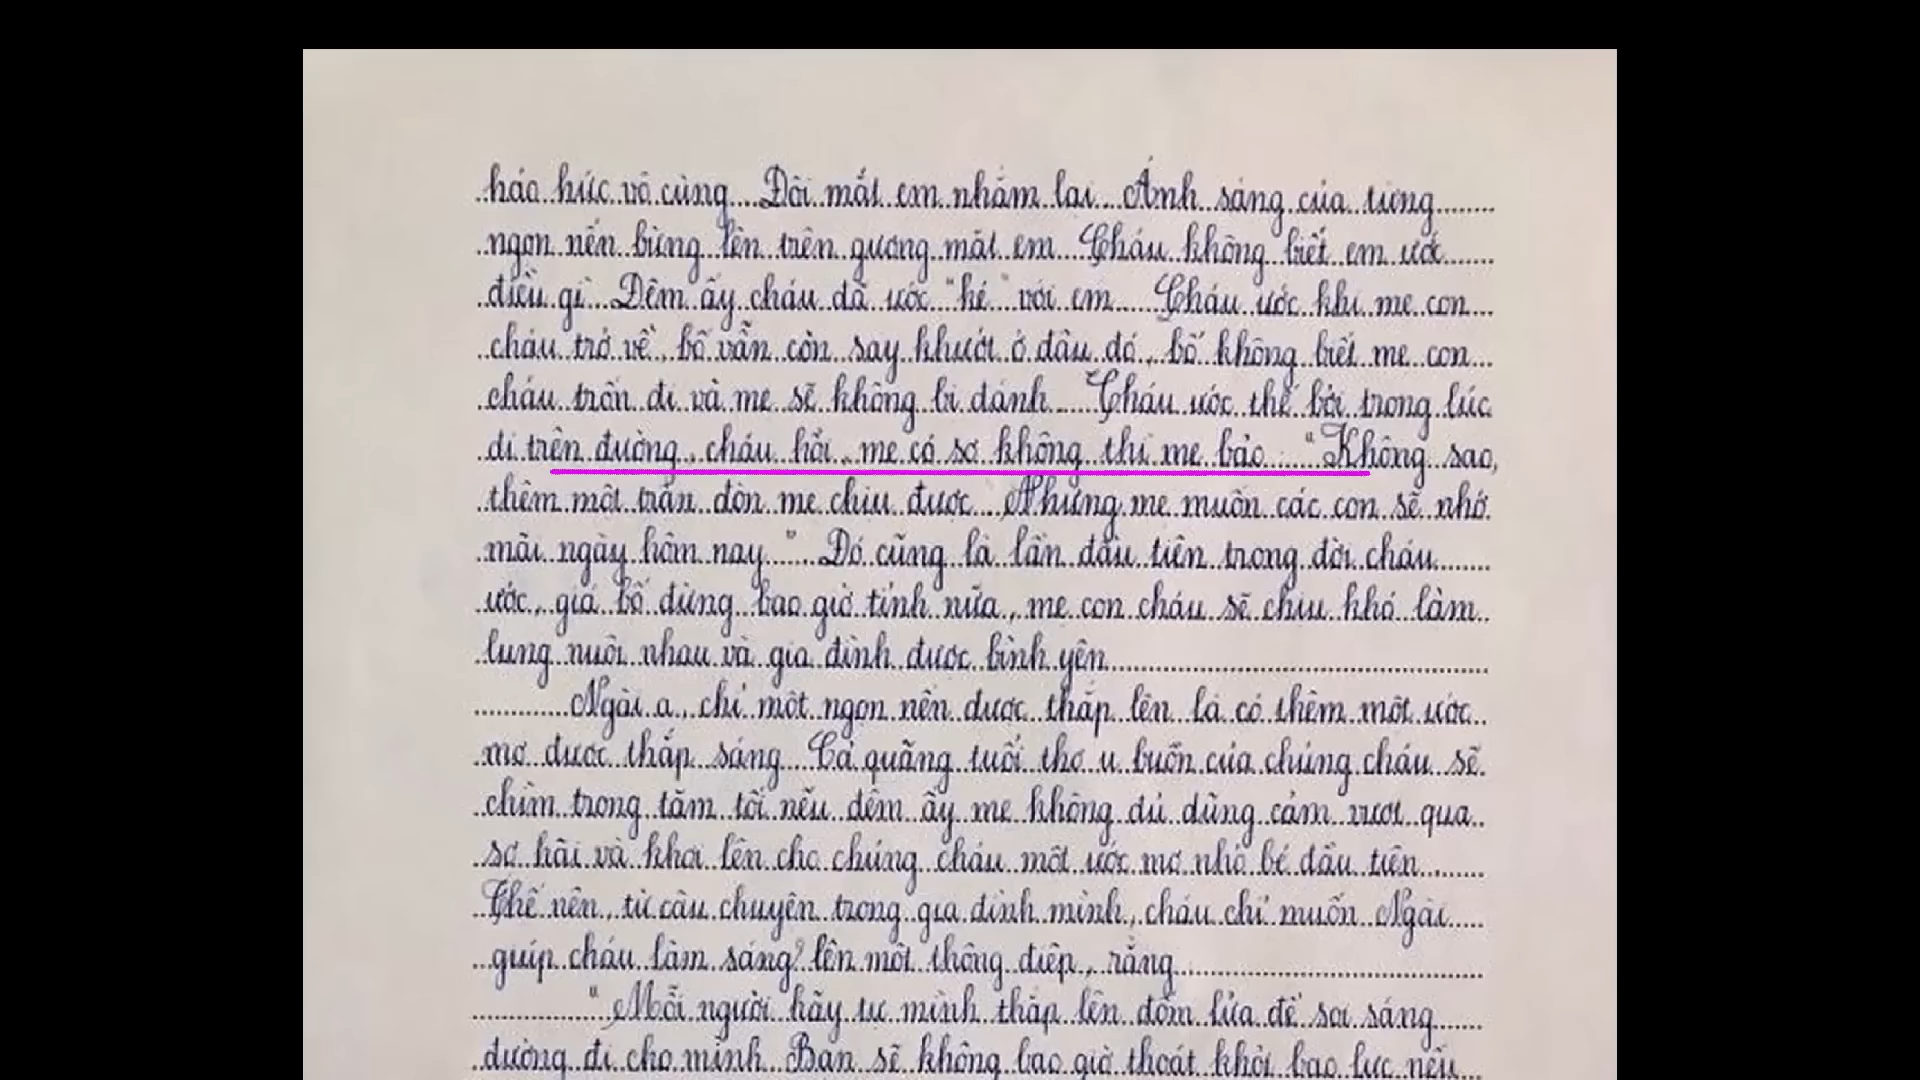 háo hức vô cùng. Đôi mắt em nhắm lại. Ánh sáng của từng
ngọn nến bừng lên trên gương mặt em. Cháu không biết em ước
điều gì. Đêm ấy cháu đã ước "ké" với em. Cháu ước khi mẹ con
cháu trở về, bố vẫn còn say khướt ở đâu đó, bố không biết mẹ con
cháu trốn đi và mẹ sẽ không bị đánh. Cháu ước thế bởi trong lúc
đi trên đường, cháu hỏi, mẹ có sợ không thì mẹ bảo: "Không sao,
thêm một trận đòn mẹ chịu được. Nhưng mẹ muốn các con sẽ nhớ
mãi ngày hôm nay." Đó cũng là lần đầu tiên trong đời cháu
ước, giá bố đừng bao giờ tỉnh nữa, mẹ con cháu sẽ chịu khó làm
lụng nuôi nhau và gia đình được bình yên.
Ngài ạ, chỉ một ngọn nến được thắp lên là có thêm một ước
mơ được thắp sáng. Cả quãng tuổi thơ u buồn của chúng cháu sẽ
chìm trong tăm tối nếu đêm ấy mẹ không đủ dũng cảm vượt qua
sợ hãi và khơi lên cho chúng cháu một ước mơ nhỏ bé đầu tiên.
Thế nên, từ câu chuyện trong gia đình mình, cháu chỉ muốn Ngài
giúp cháu làm sáng lên một thông điệp, rằng:
"Mỗi người hãy tự mình thắp lên đốm lửa để soi sáng
đường đi cho mình. Bạn sẽ không bao giờ thoát khỏi bạo lực nếu